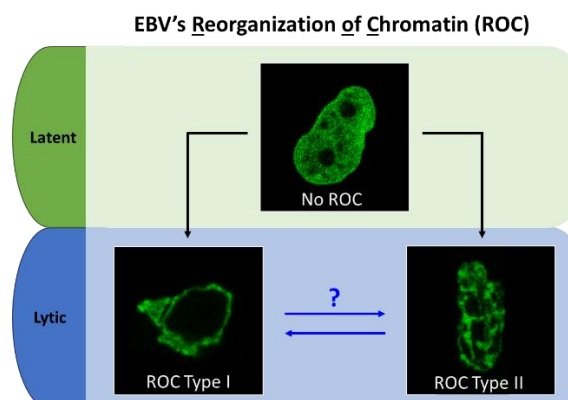 EBV's Reorganization of Chromatin (ROC)
Latent
No ROC
Lytic
?
ROC Type I
ROC Type II